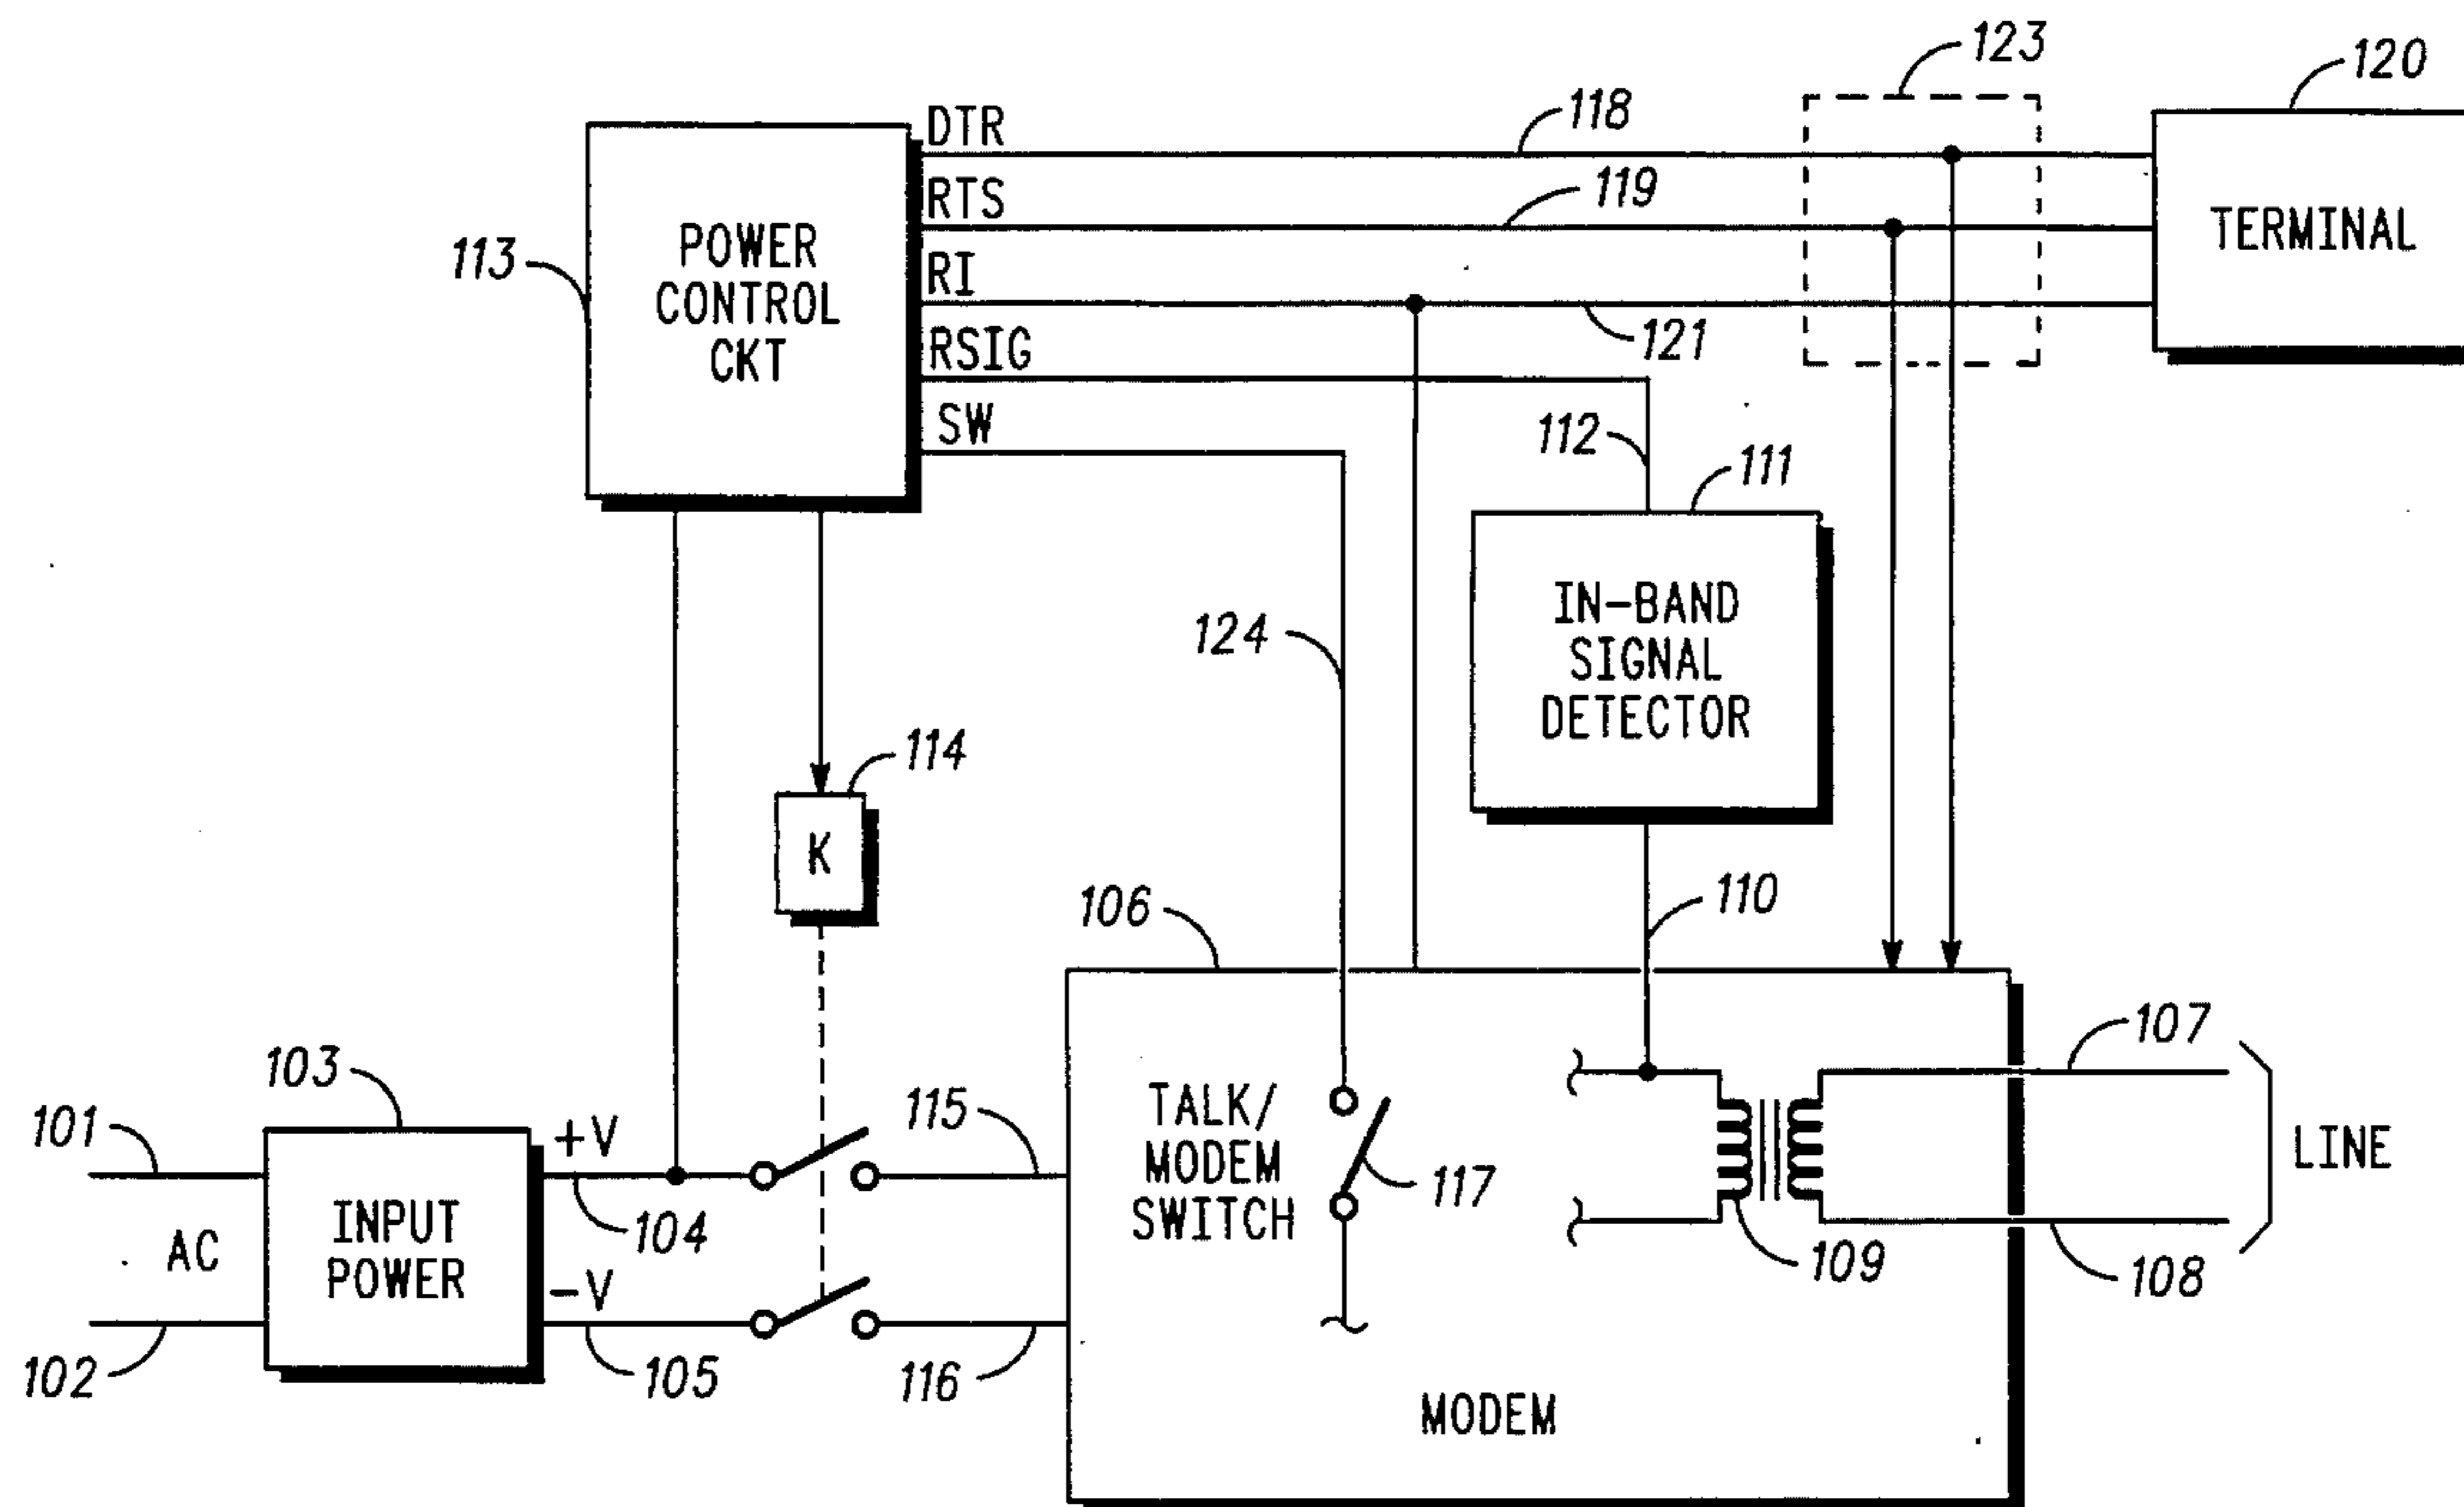 123
120
DTR
118
RTS
119
113
POWER
CONTROL
CKT
TERMINAL
RI
121
RSIG
SW
112
111
IN-BAND
SIGNAL
DETECTOR
124
114
K
110
106
107
103
101
+V
115
TALK/
MODEM
SWITCH
117
LINE
INPUT
POWER
104
AC
109
108
-V
102
105
116
MODEM